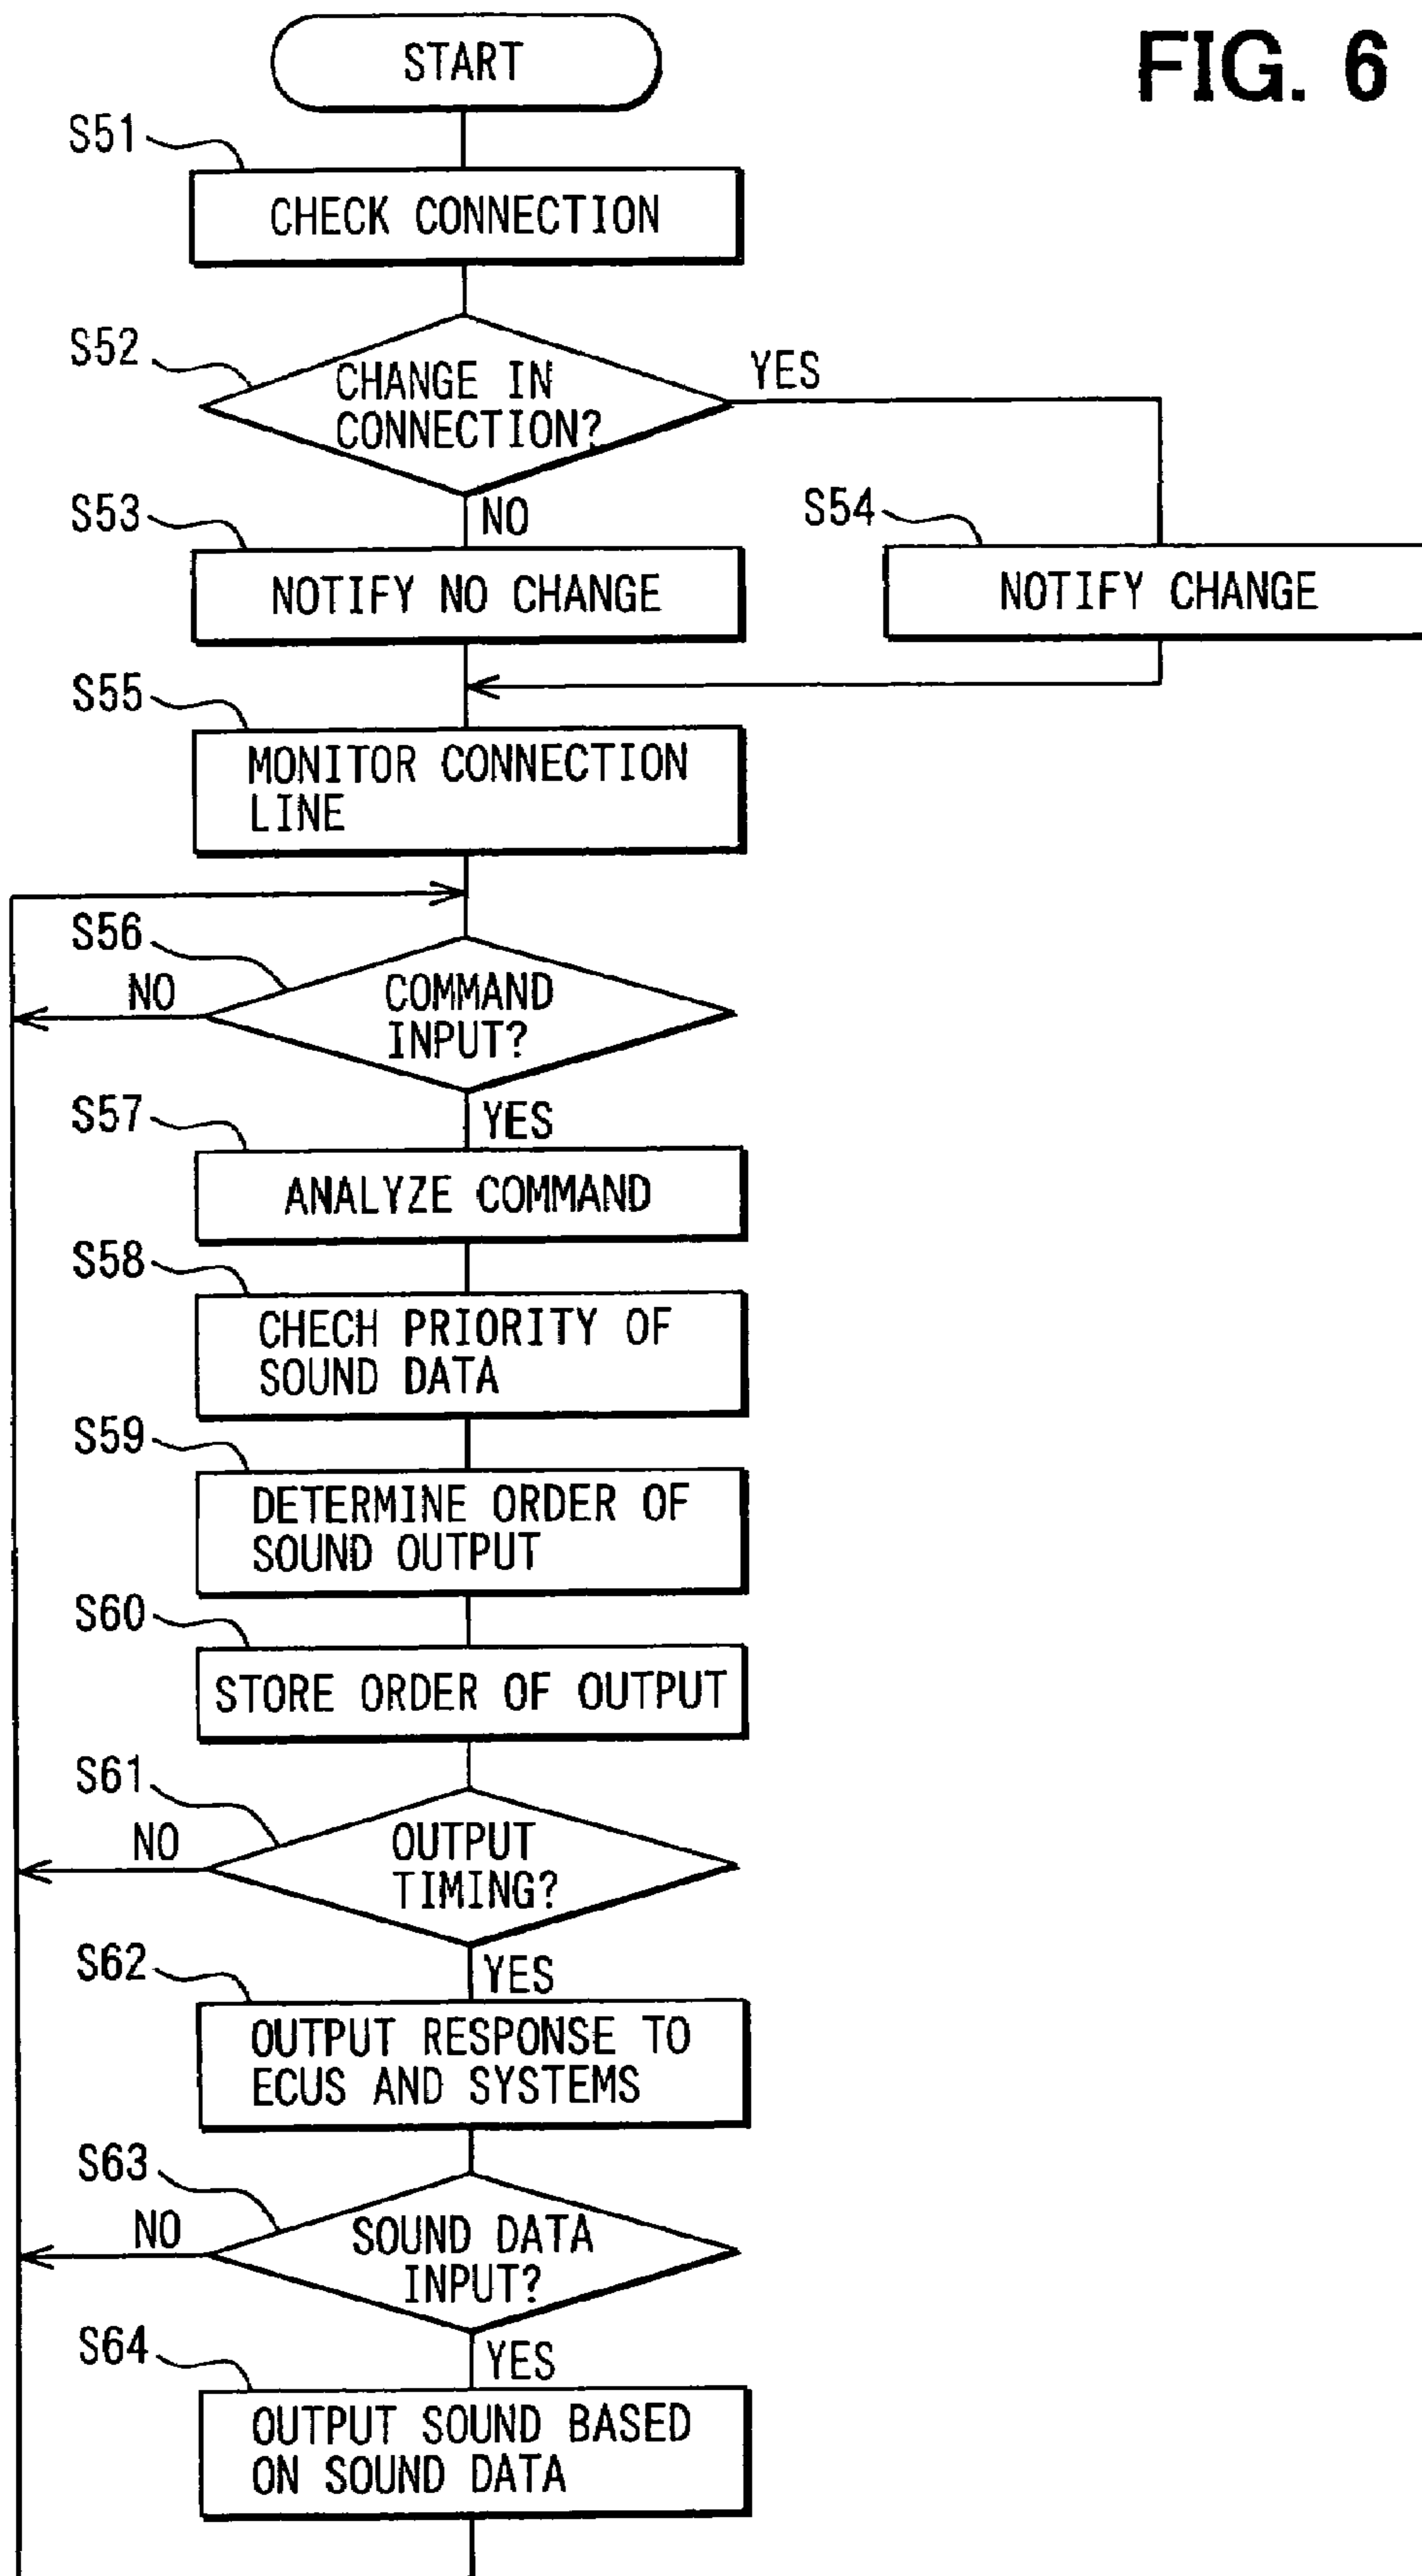 FIG. 6
START
S51
CHECK CONNECTION
S52
CHANGE IN
CONNECTION?
YES
NO
S53
NOTIFY NO CHANGE
S54
NOTIFY CHANGE
S55
MONITOR CONNECTION
LINE
S56
COMMAND
INPUT?
NO
YES
S57
ANALYZE COMMAND
S58
CHECH PRIORITY OF
SOUND DATA
S59
DETERMINE ORDER OF
SOUND OUTPUT
S60
STORE ORDER OF OUTPUT
S61
OUTPUT
TIMING?
NO
YES
S62
OUTPUT RESPONSE TO
ECUS AND SYSTEMS
S63
SOUND DATA
INPUT?
NO
YES
S64
OUTPUT SOUND BASED
ON SOUND DATA